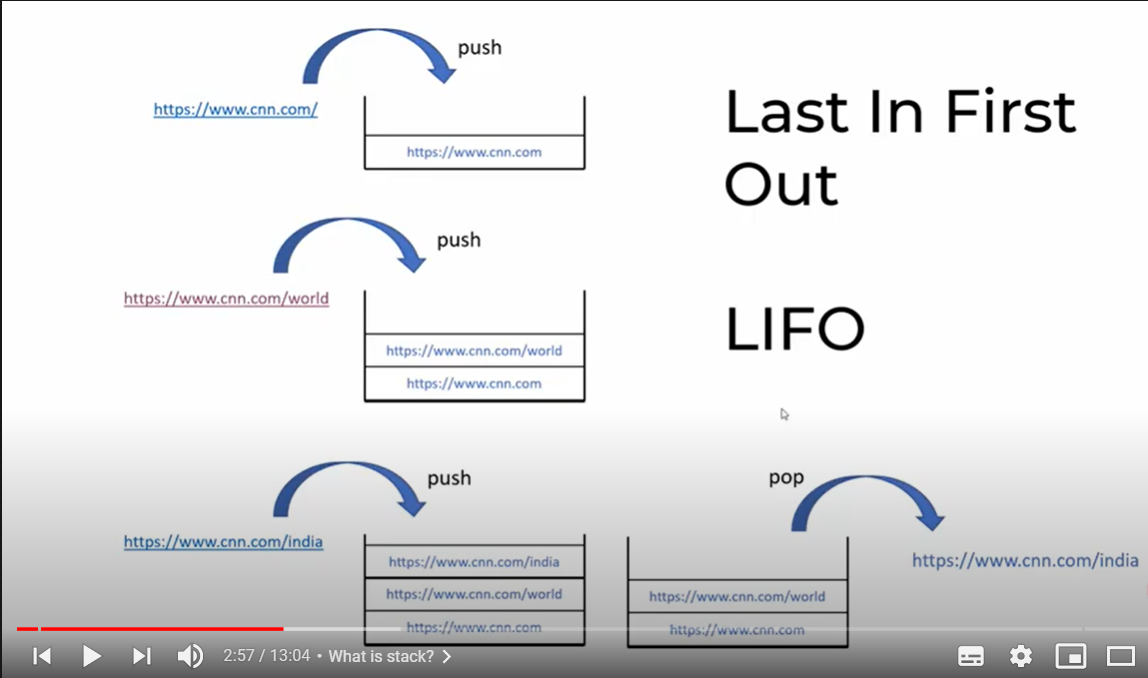 push
https://www.cnn.com/
https://www.cnn.com
Last In First
Out
push
https://www.cnn.com/world
https://www.cnn.com/world
https://www.cnn.com
LIFO
push
https://www.cnn.com/india
https://www.cnn.com/india
https://www.cnn.com/world
https://www.cnn.com
pop
https://www.cnn.com/india
https://www.cnn.com/world
https://www.cnn.com
2:57 / 13:04 • What is stack?